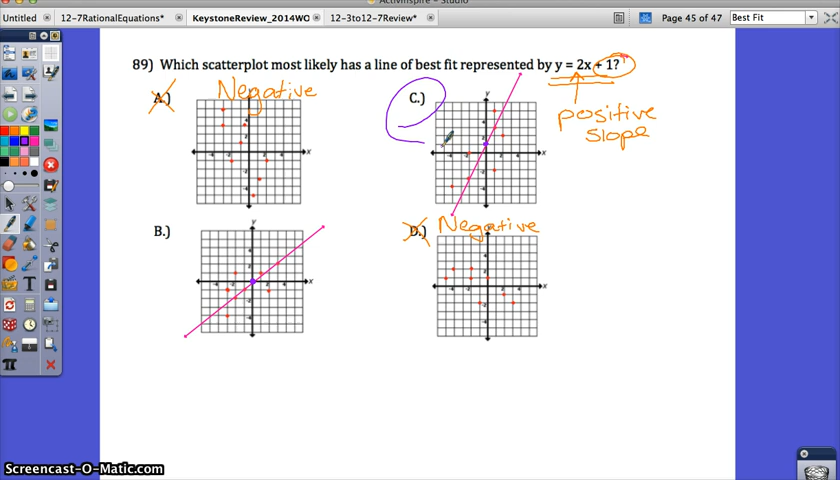 ActivInspire - Studio
Untitled
12-7RationalEquations*
KeystoneReview_2014WO
12-3to12-7Review*
Page 45 of 47
Best Fit
89) Which scatterplot most likely has a line of best fit represented by y = 2x + 1?
A.)
Negative
C.)
positive
slope
B.)
D.)
Negative
y
x
y
x
y
x
T
π
Screencast-O-Matic.com